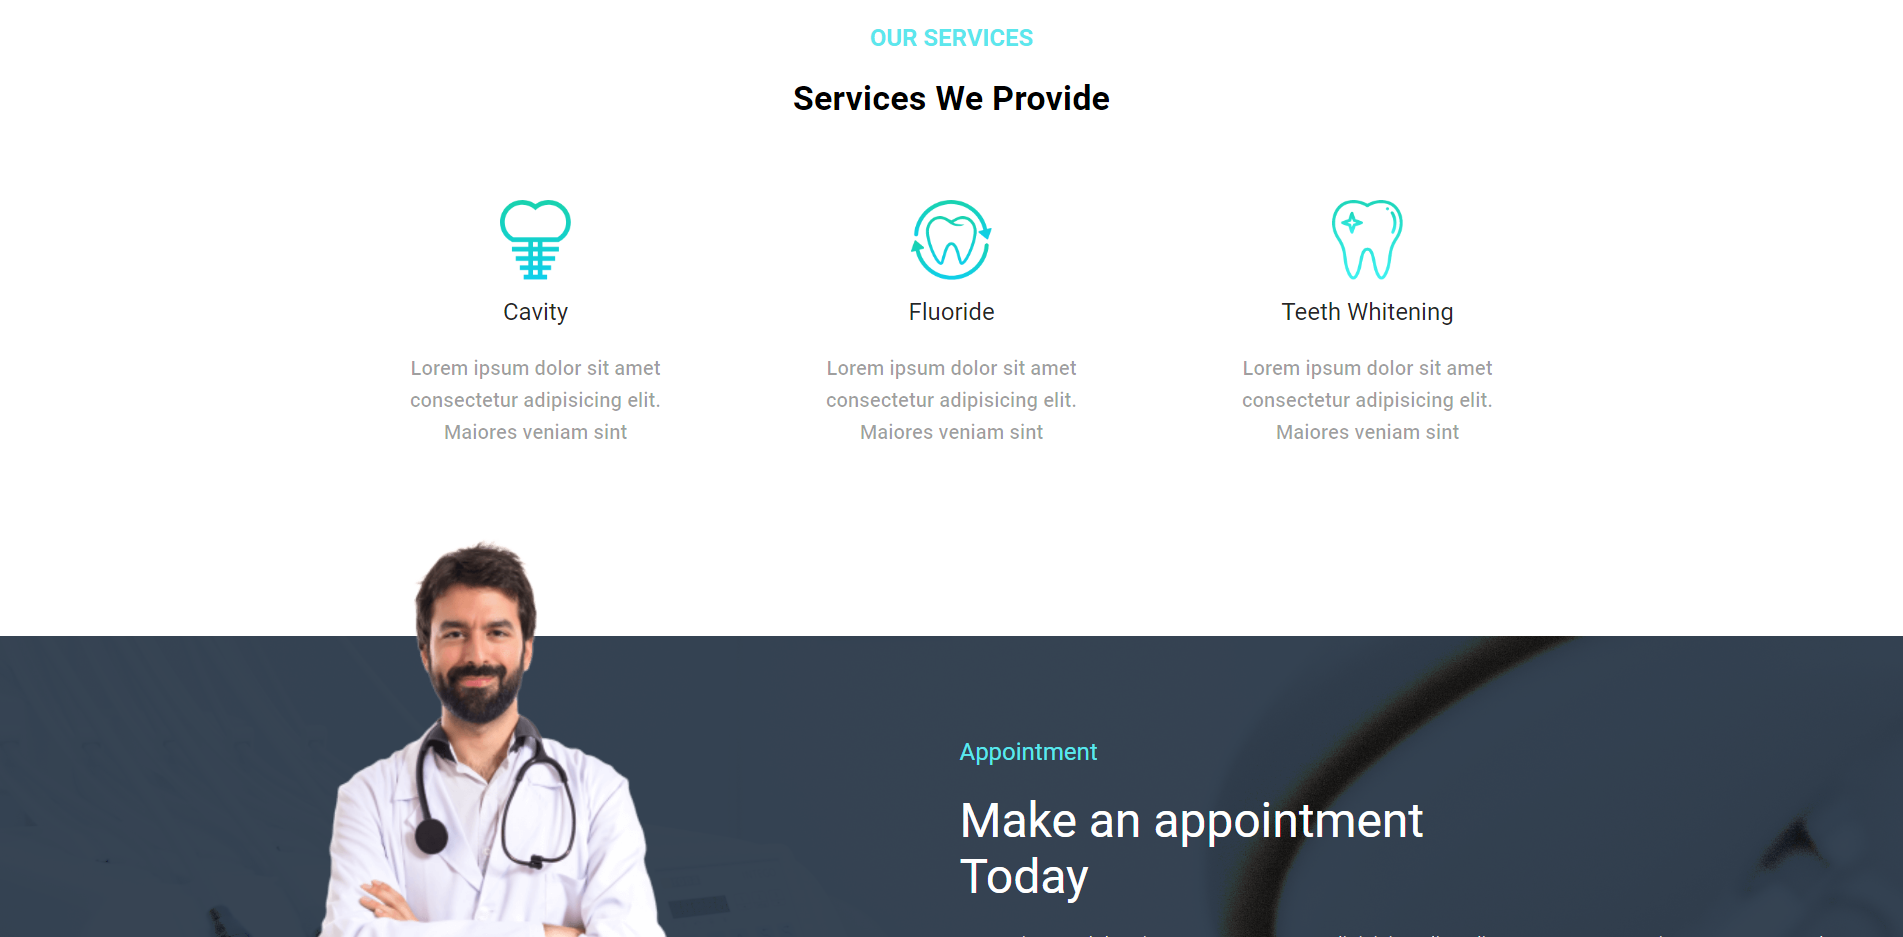 OUR SERVICES
Services We Provide
Cavity
Lorem ipsum dolor sit amet
consectetur adipisicing elit.
Maiores veniam sint
Fluoride
Lorem ipsum dolor sit amet
consectetur adipisicing elit.
Maiores veniam sint
Teeth Whitening
Lorem ipsum dolor sit amet
consectetur adipisicing elit.
Maiores veniam sint
Appointment
Make an appointment
Today